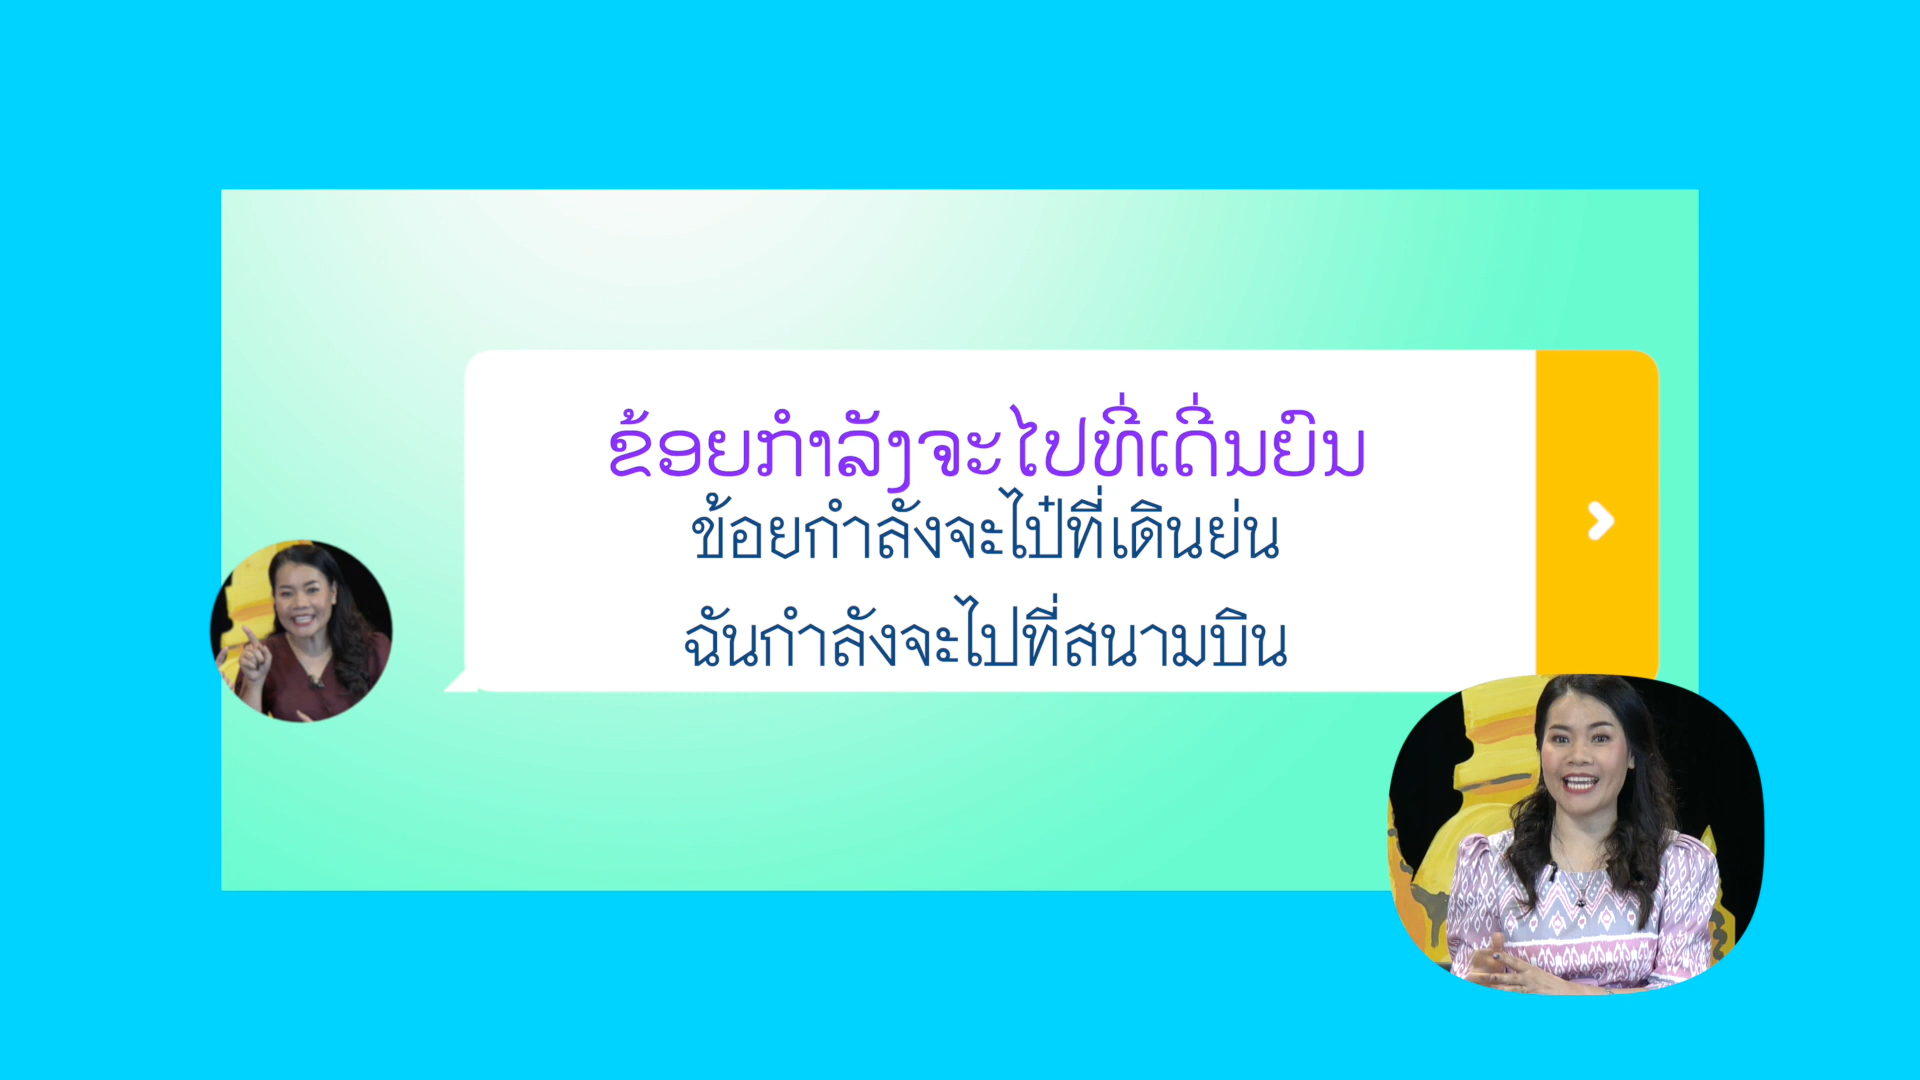 ຂ້ອຍກຳລັງຈະໄປທີ່ເດີ່ນຍົນ
ข้อยกำลังจะไป๋ที่เดินย่น
ฉันกำลังจะไปที่สนามบิน